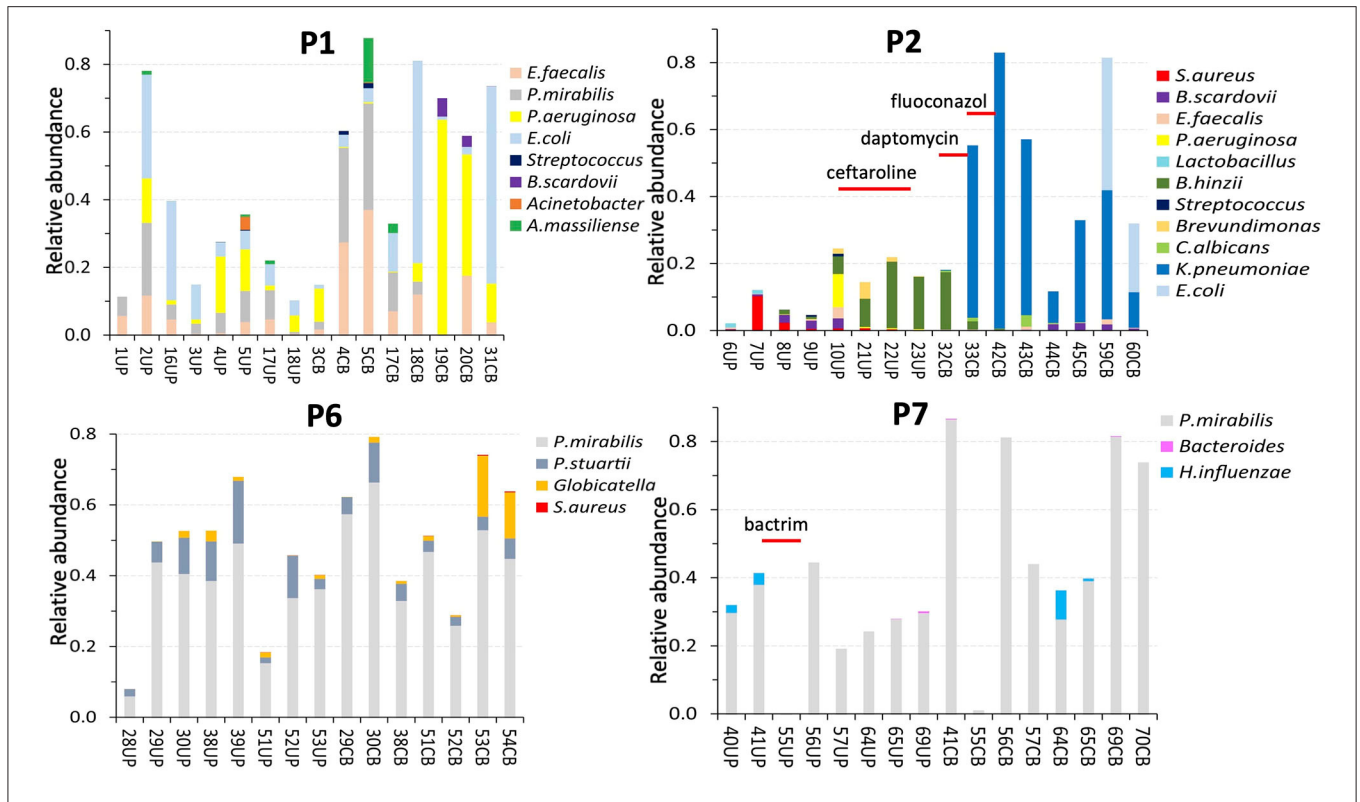 P1
Relative abundance
0.8
0.6
0.4
0.2
0.0
1UP 2UP 16UP 3UP 4UP 5UP 17UP 18UP 3CB 4CB 5CB 17CB 18CB 19CB 20CB 31CB
E.faecalis
P.mirabilis
P.aeruginosa
E.coli
Streptococcus
B.scardovii
Acinetobacter
A.massiliense
P2
Relative abundance
0.8
0.6
0.4
0.2
0.0
fluoconazol
daptomycin
ceftaroline
6UP 7UP 8UP 9UP 10UP 21UP 22UP 23UP 32CB 33CB 42CB 43CB 44CB 45CB 59CB 60CB
S.aureus
B.scardovii
E.faecalis
P.aeruginosa
Lactobacillus
B.hinzii
Streptococcus
Brevundimonas
C.albicans
K.pneumoniae
E.coli
P6
Relative abundance
0.8
0.6
0.4
0.2
0.0
28UP 29UP 30UP 38UP 39UP 51UP 52UP 53UP 29CB 30CB 38CB 51CB 52CB 53CB 54CB
P.mirabilis
P.stuartii
Globicatella
S.aureus
P7
Relative abundance
0.8
0.6
0.4
0.2
0.0
bactrim
40UP 41UP 55UP 56UP 57UP 64UP 65UP 69UP 41CB 55CB 56CB 57CB 64CB 65CB 69CB 70CB
P.mirabilis
Bacteroides
H.influenzae